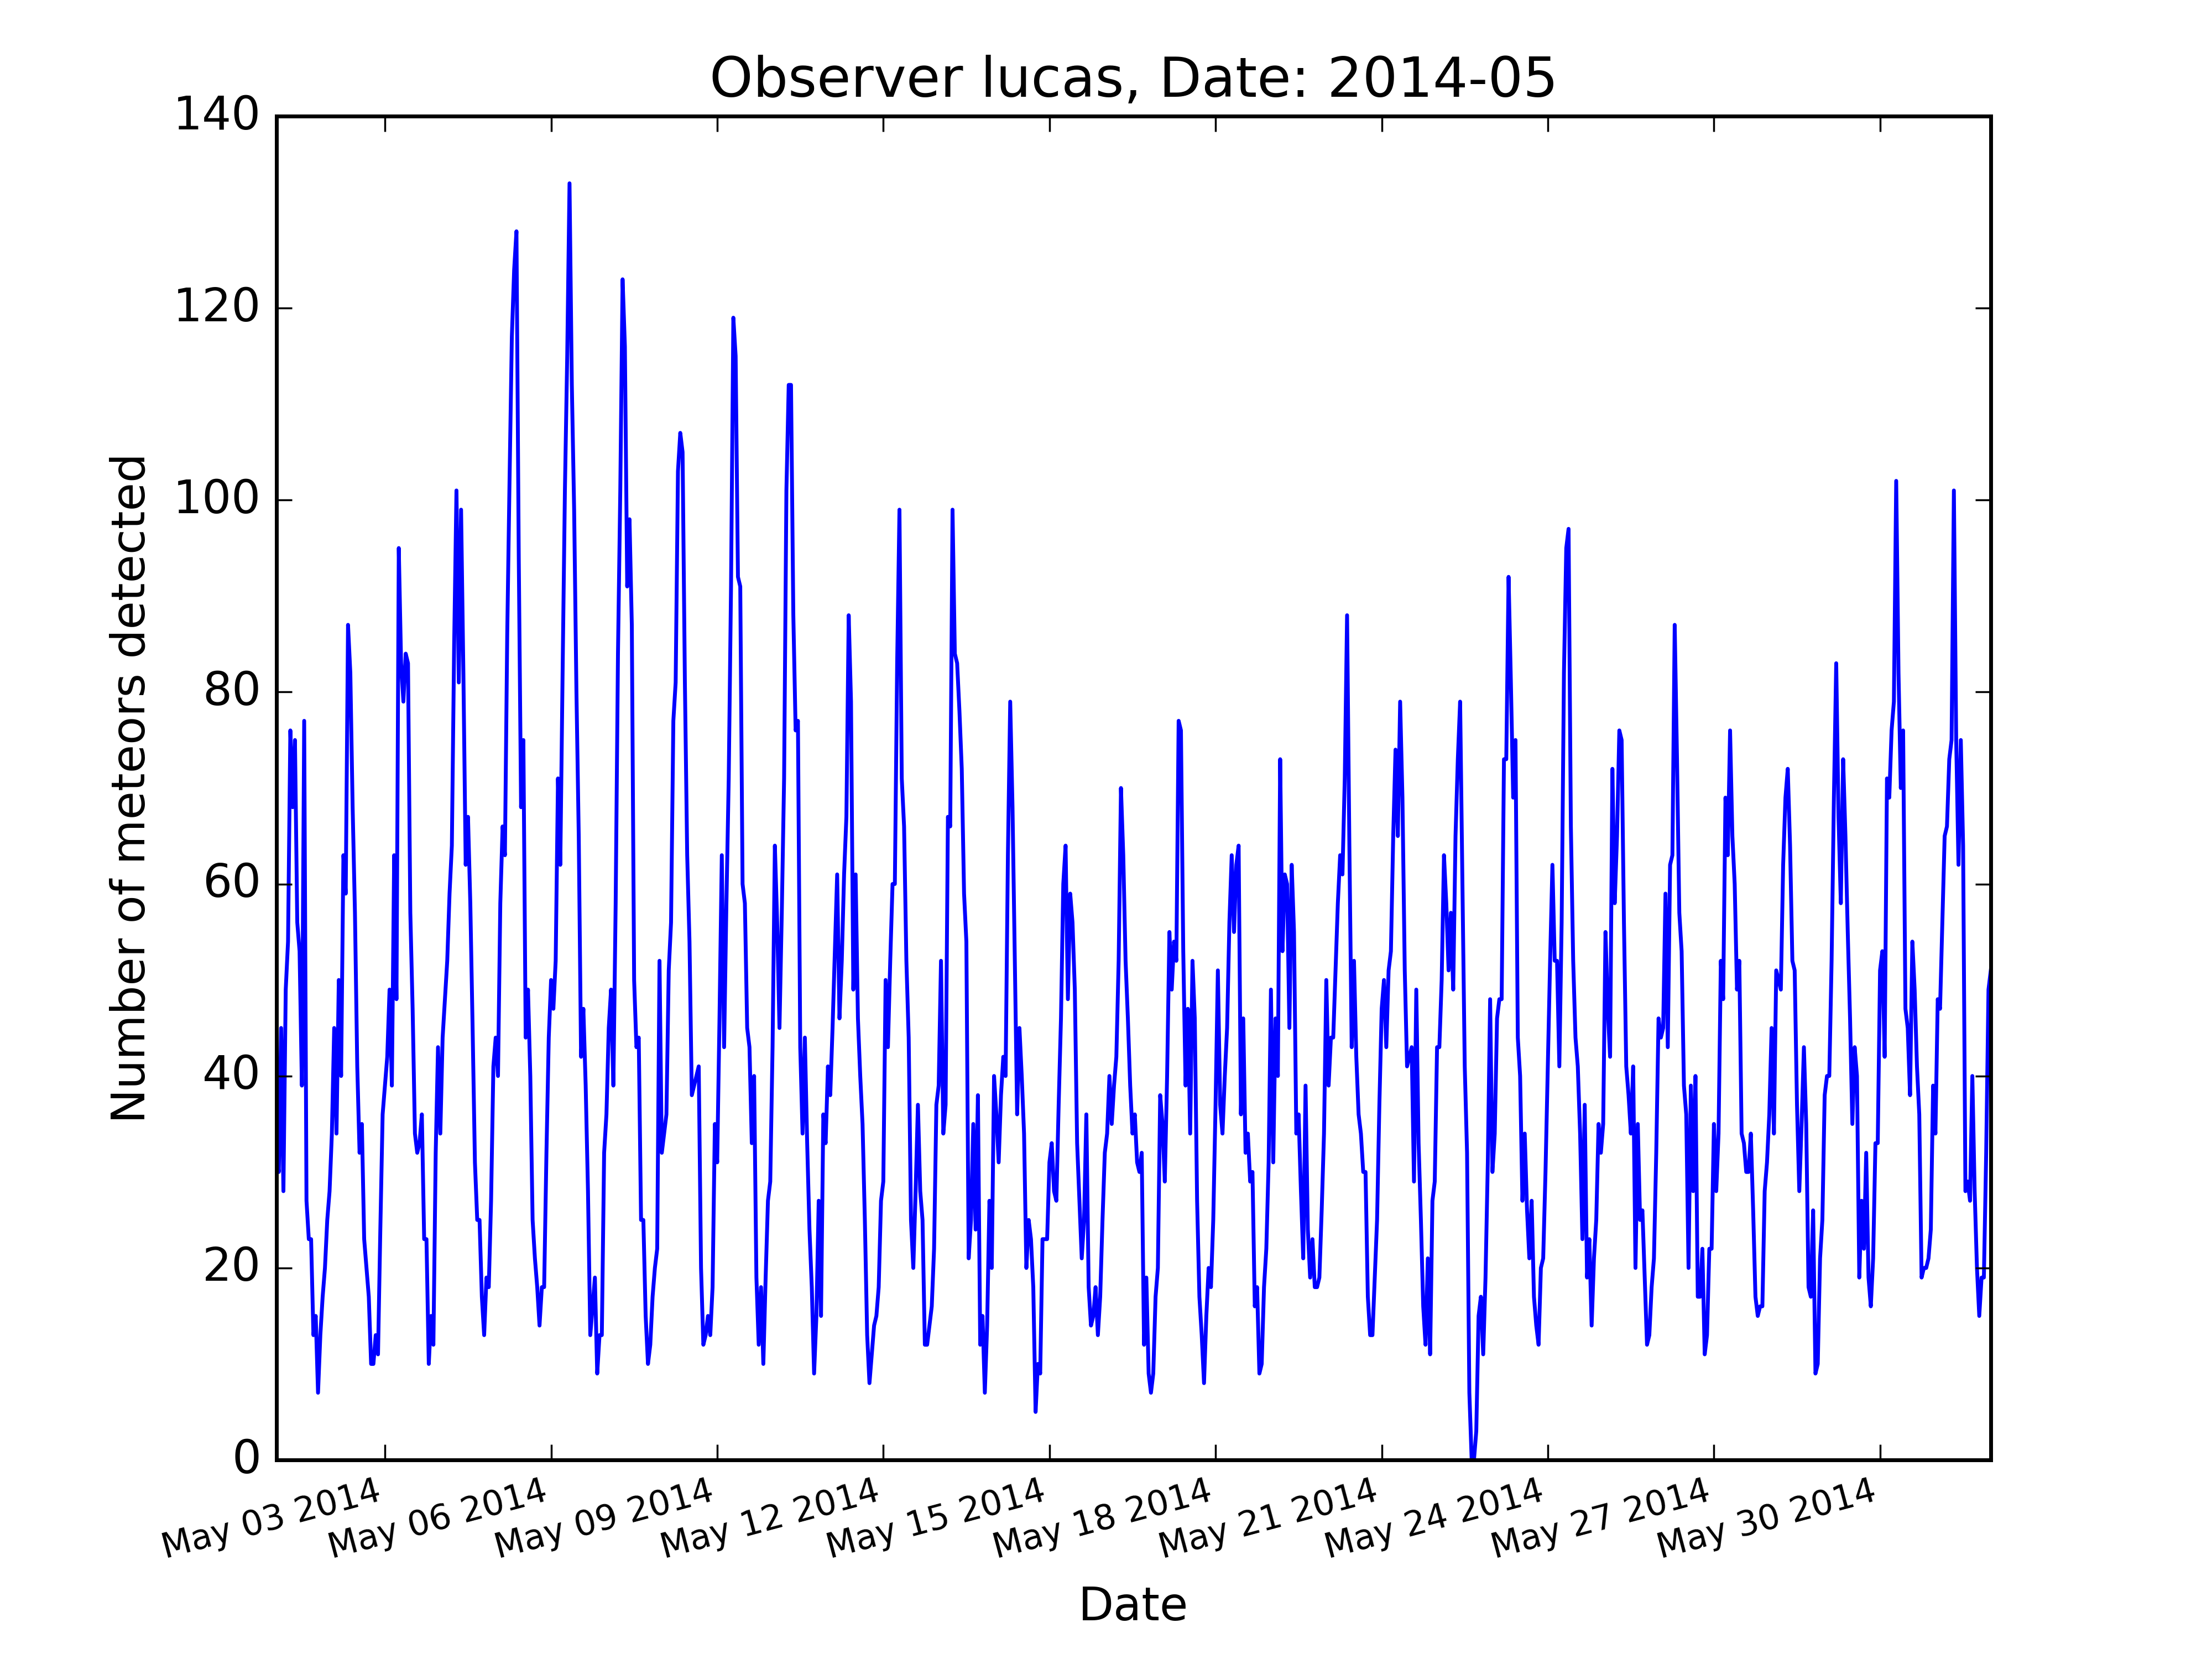 Observer lucas, Date: 2014-05
140
120
100
80
60
40
20
0
Number of meteors detected
May 03 2014
May 06 2014
May 09 2014
May 12 2014
May 15 2014
May 18 2014
May 21 2014
May 24 2014
May 27 2014
May 30 2014
Date